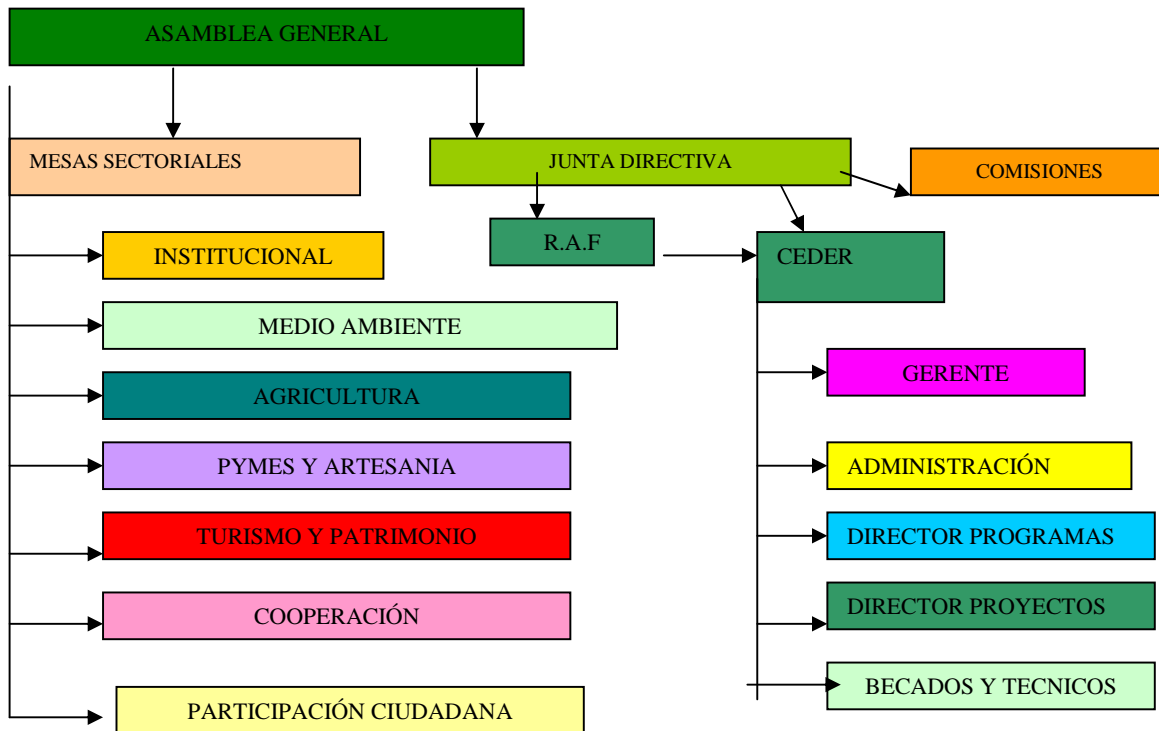 ASAMBLEA GENERAL
MESAS SECTORIALES
JUNTA DIRECTIVA
COMISIONES
R.A.F
CEDER
INSTITUCIONAL
MEDIO AMBIENTE
AGRICULTURA
PYMES Y ARTESANIA
TURISMO Y PATRIMONIO
COOPERACIÓN
PARTICIPACIÓN CIUDADANA
GERENTE
ADMINISTRACIÓN
DIRECTOR PROGRAMAS
DIRECTOR PROYECTOS
BECADOS Y TECNICOS